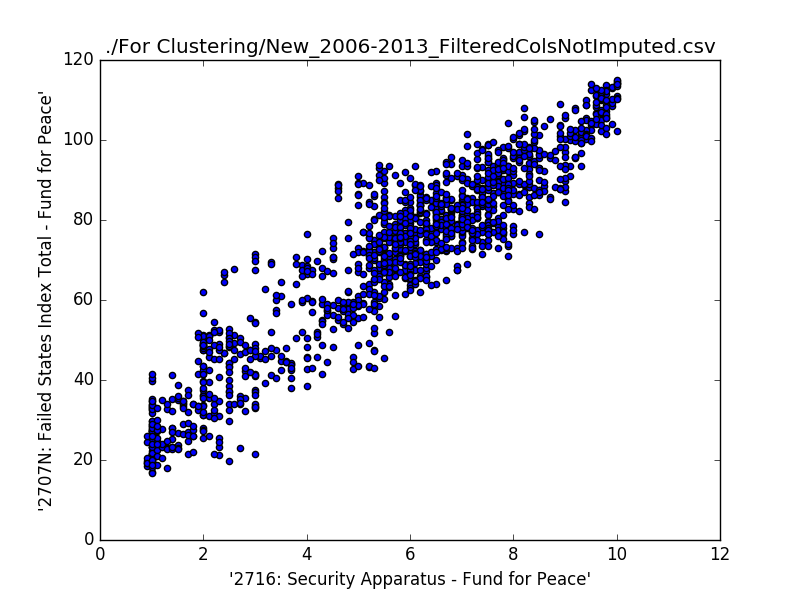 ./For Clustering/New_2006-2013_FilteredColsNotImputed.csv
120
100
80
60
40
20
0
'2707N: Failed States Index Total - Fund for Peace'
0 2 4 6 8 10 12
'2716: Security Apparatus - Fund for Peace'